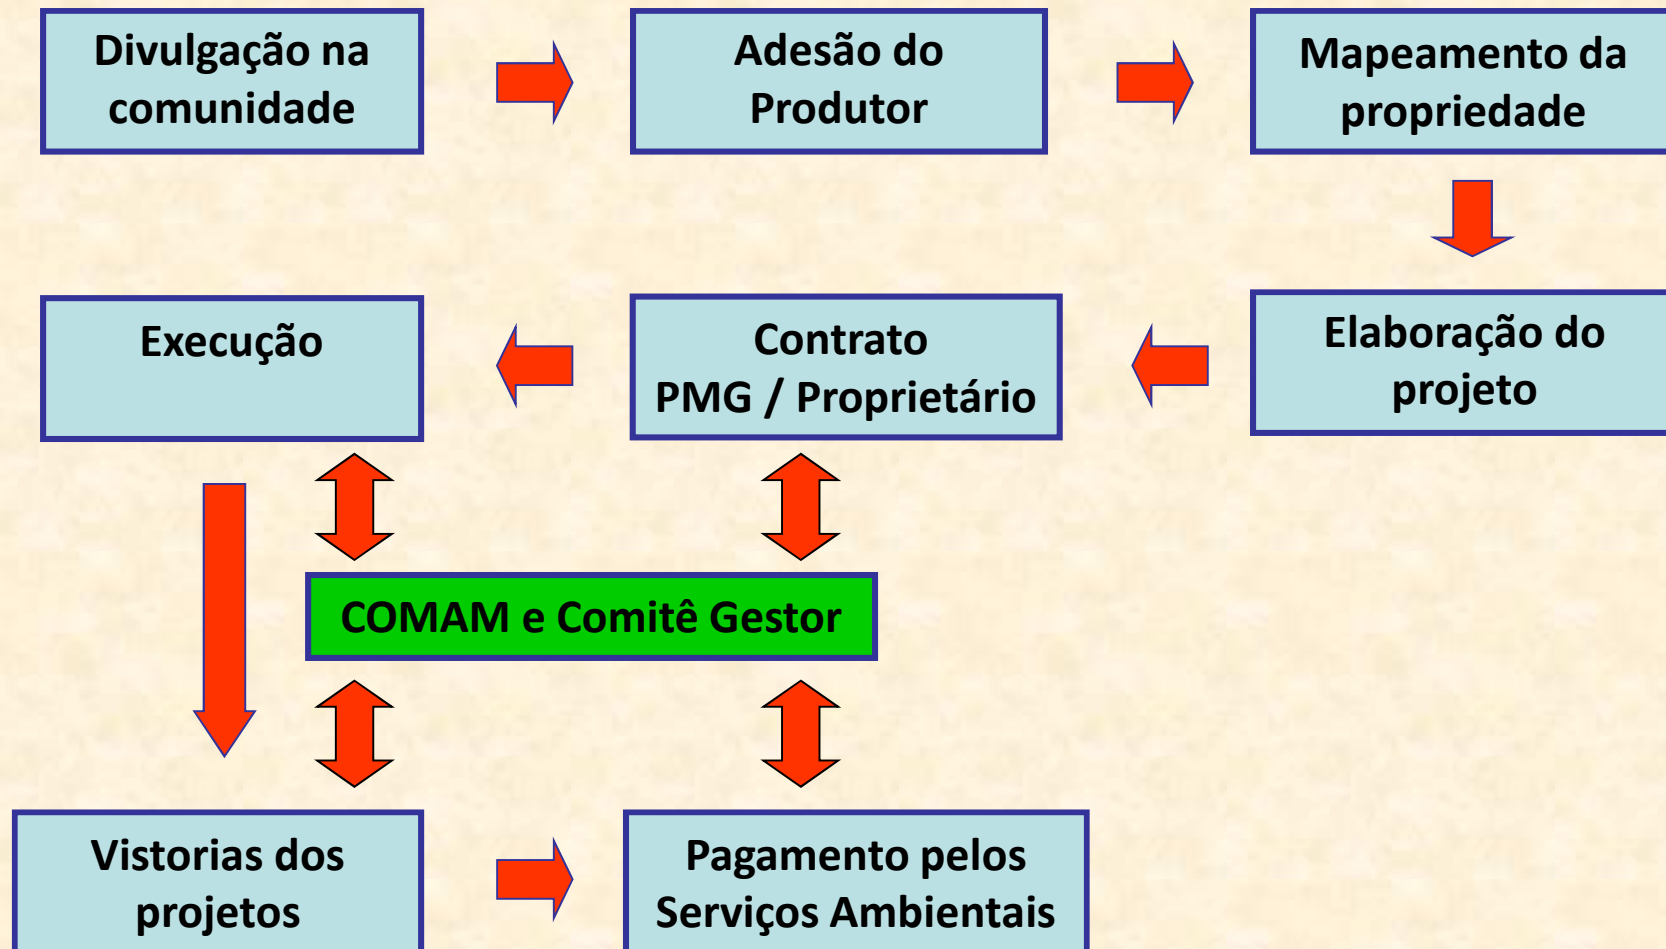 Divulgação na
comunidade
Adesão do
Produtor
Mapeamento da
propriedade
Execução
Contrato
PMG / Proprietário
Elaboração do
projeto
COMAM e Comitê Gestor
Vistorias dos
projetos
Pagamento pelos
Serviços Ambientais